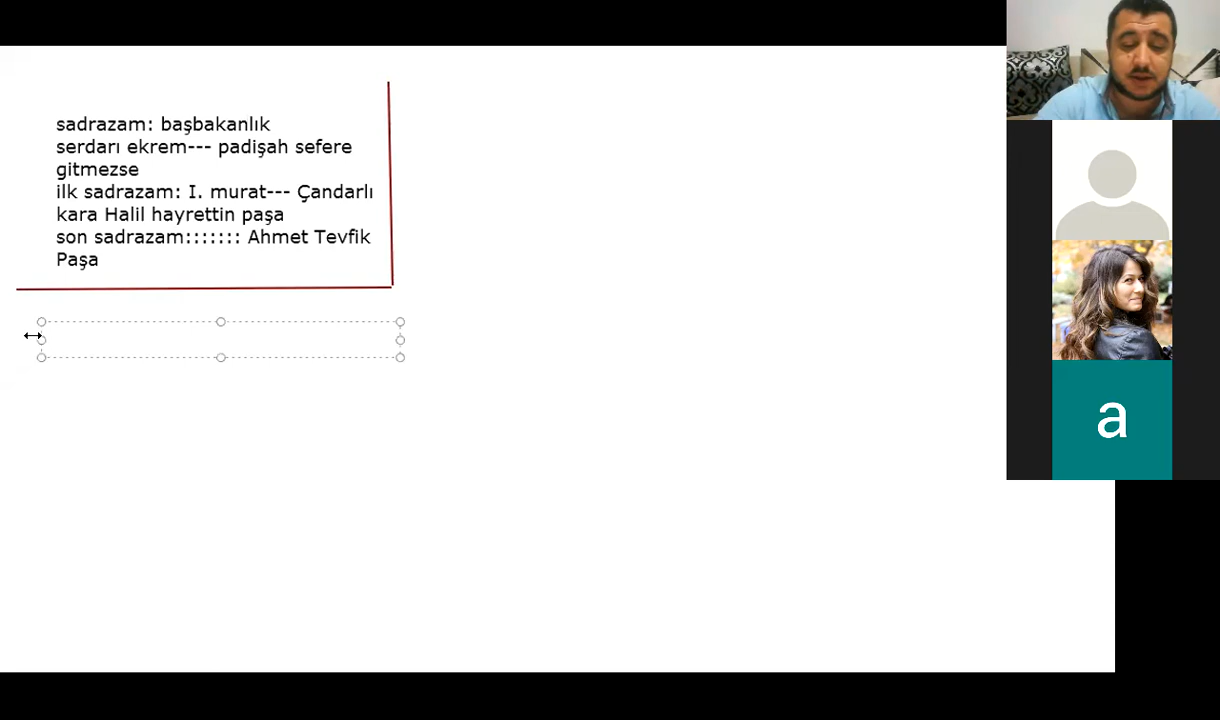 sadrazam: başbakanlık
serdarı ekrem--- padişah sefere
gitmezse
ilk sadrazam: I. murat--- Çandarlı
kara Halil hayrettin paşa
son sadrazam::::::: Ahmet Tevfik
Paşa
a